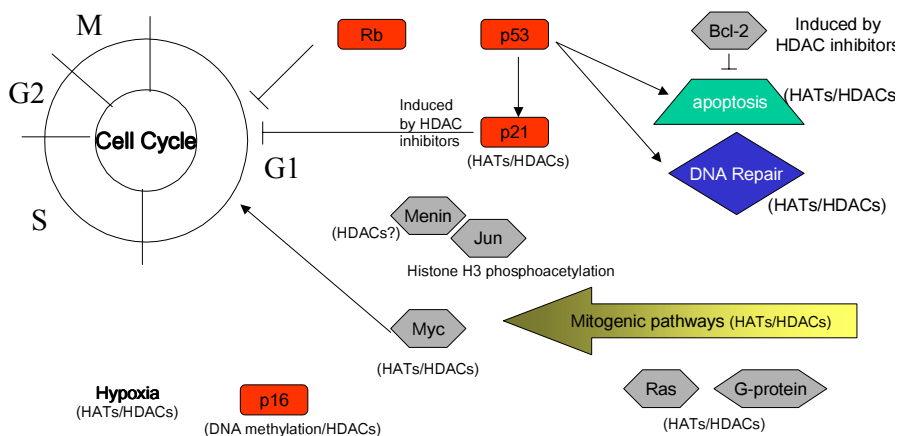 M
Rb
p53
Bcl-2
Induced by
HDAC inhibitors
G2
apoptosis
(HATs/HDACs
Cell Cycle
Induced
by HDAC
inhibitors
p21
(HATs/HDACs)
G1
DNA Repair
(HATs/HDACs)
S
Menin
(HDACs?)
Jun
Histone H3 phosphoacetylation
Myc
(HATs/HDACs)
Mitogenic pathways (HATs/HDACs)
Hypoxia
(HATs/HDACs)
p16
(DNA methylation/HDACs)
Ras
G-protein
(HATs/HDACs)